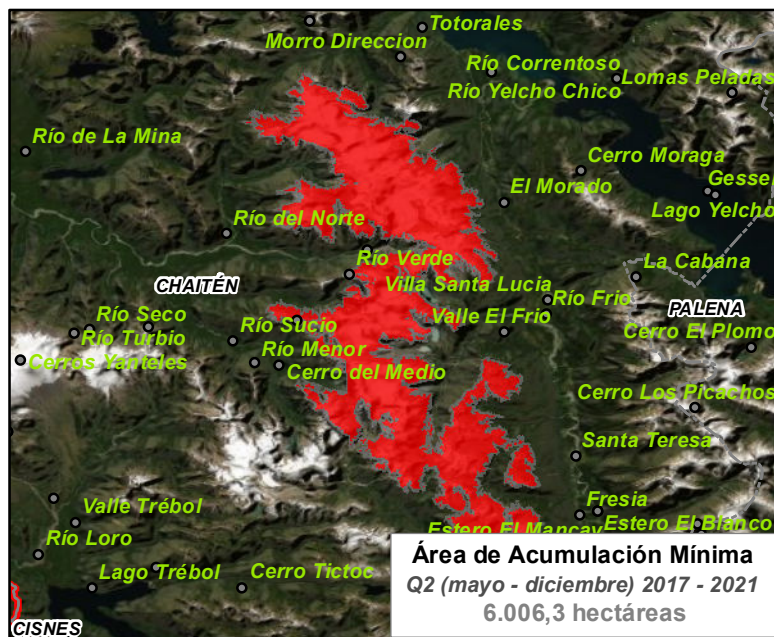 Totorales
Morro Direccion
Río Correntoso
Lomas Peladas
Río Yelcho Chico
Río de La Mina
Cerro Moraga
Gesse
El Morado
Lago Yelcho
Río del Norte
Río Verde
La Cabana
CHAITÉN
Villa Santa Lucia
Río Frio
PALENA
Río Seco
Río Sucio
Valle El Frio
Río Turbio
Cerro El Plomo
Cerros Yanteles
Río Menor
Cerro del Medio
Cerro Los Picachos
Santa Teresa
Valle Trébol
Fresia
Estero El Mancay
Estero El Blanco
Río Loro
Lago Trébol
Cerro Tictoc
CISNES
Área de Acumulación Mínima
Q2 (mayo - diciembre) 2017 - 2021
6.006,3 hectáreas